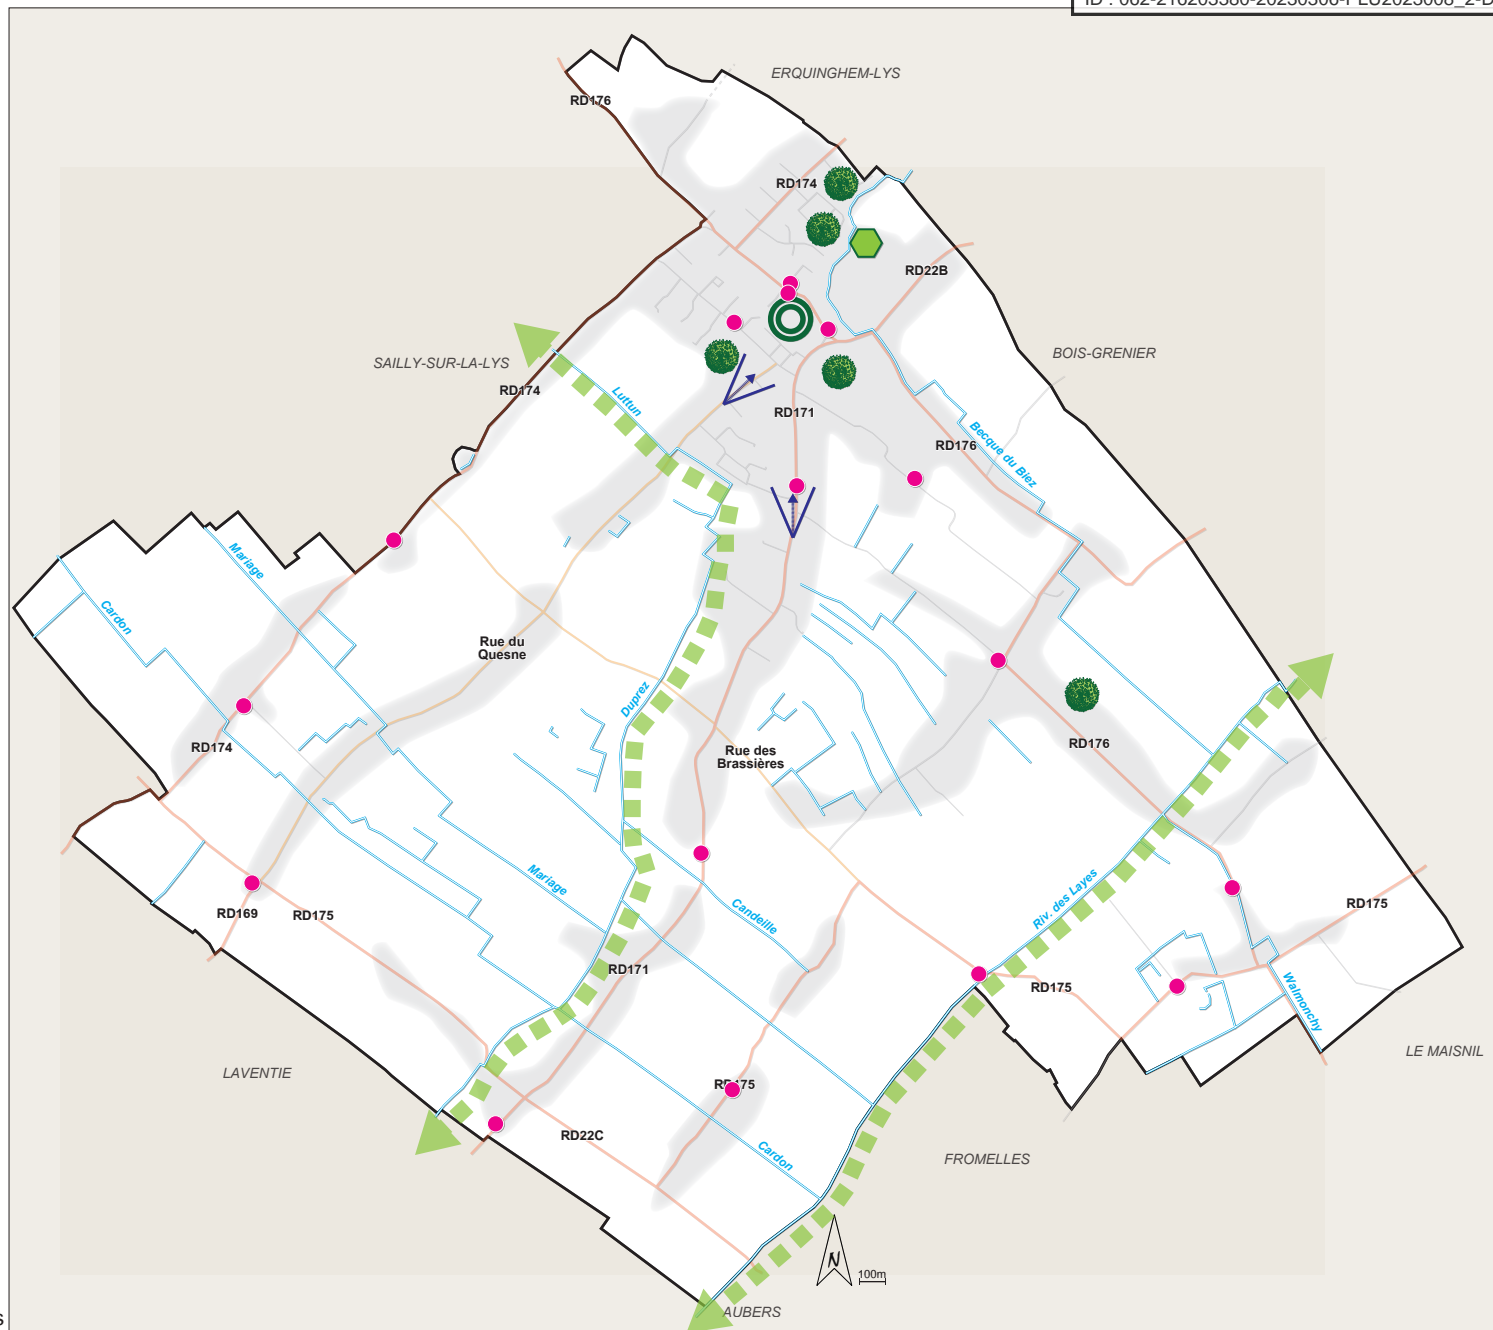 ERQUINGHEM-LYS
RD176
RD174
RD22B
SAILLY-SUR-LA-LYS
BOIS-GRENIER
RD174
Luttun
RD171
RD176
Becque du Biez
Mariage
Cardon
Rue du
Quesne
Duprez
RD174
Rue des
Brassières
RD176
Mariage
Riv. des Layes
RD169
RD175
Candeille
RD175
RD171
RD175
Walmonchy
LE MAISNIL
LAVENTIE
RD175
RD22C
Cardon
FROMELLES
N
100m
AUBERS